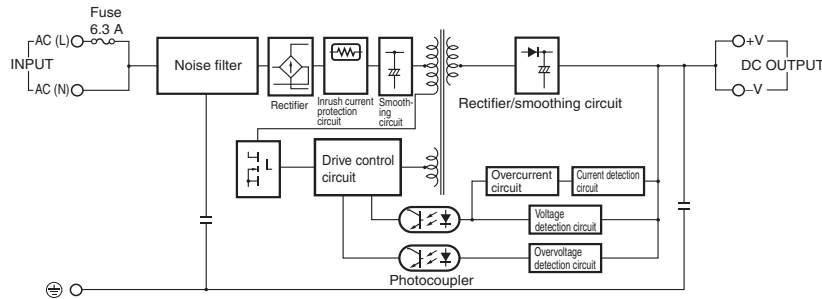 Fuse
6.3 A
AC (L)
INPUT
AC (N)
Noise filter
Rectifier
Inrush current
protection
circuit
Smooth-
ing
circuit
Rectifier/smoothing circuit
+V
DC OUTPUT
–V
Drive control
circuit
Overcurrent
circuit
Current detection
circuit
Voltage
detection circuit
Overvoltage
detection circuit
Photocoupler